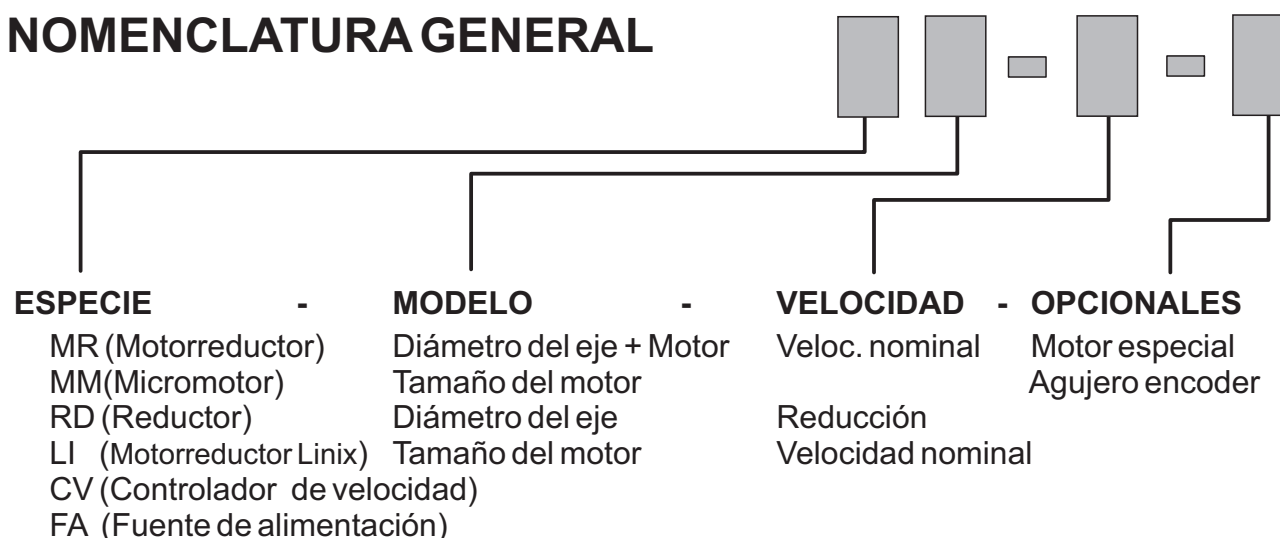 NOMENCLATURA GENERAL
ESPECIE - MODELO - VELOCIDAD - OPCIONALES
MR (Motorreductor) Diámetro del eje + Motor Veloc. nominal Motor especial
MM(Micromotor) Tamaño del motor Agujero encoder
RD (Reductor) Diámetro del eje Reducción
LI (Motorreductor Linix) Tamaño del motor Velocidad nominal
CV (Controlador de velocidad)
FA (Fuente de alimentación)